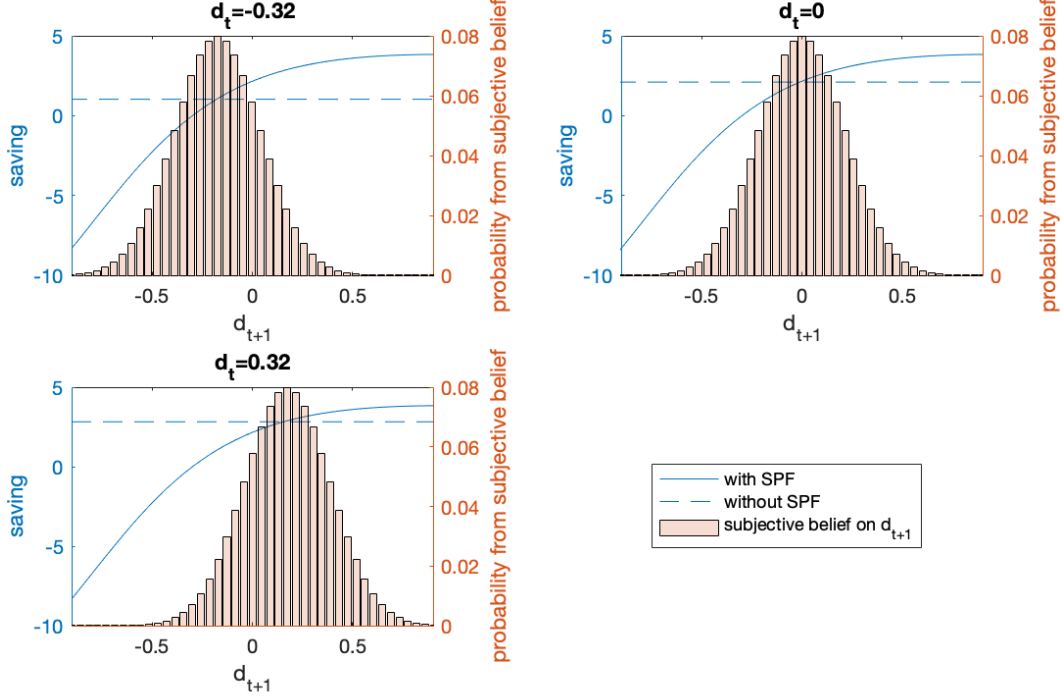 d_t=-0.32
5
0
-5
-10
saving
0.08
0.06
0.04
0.02
0
probability from subjective belief
-0.5
0
0.5
d_{t+1}
d_t=0
5
0
-5
-10
saving
0.08
0.06
0.04
0.02
0
probability from subjective belief
-0.5
0
0.5
d_{t+1}
d_t=0.32
5
0
-5
-10
saving
0.08
0.06
0.04
0.02
0
probability from subjective belief
-0.5
0
0.5
d_{t+1}
with SPF
without SPF
subjective belief on d_{t+1}